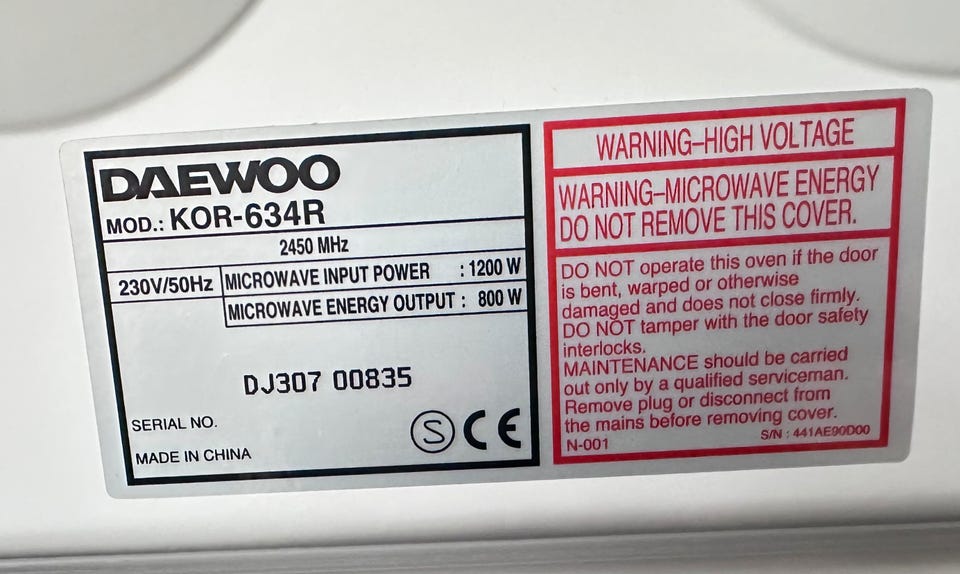 DAEWOO
MOD.: KOR-634R
2450 MHz
230V/50Hz
MICROWAVE INPUT POWER : 1200 W
MICROWAVE ENERGY OUTPUT : 800 W
DJ307 00835
SERIAL NO.
S CE
MADE IN CHINA
WARNING–HIGH VOLTAGE
WARNING–MICROWAVE ENERGY
DO NOT REMOVE THIS COVER.
DO NOT operate this oven if the door
is bent, warped or otherwise
damaged and does not close firmly.
DO NOT tamper with the door safety
interlocks.
MAINTENANCE should be carried
out only by a qualified serviceman.
Remove plug or disconnect from
the mains before removing cover.
N-001
S/N : 441AE90D00